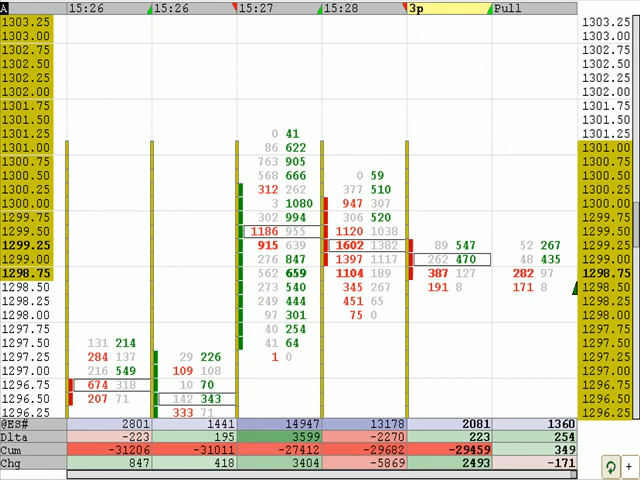 A 15:26 15:26 15:27 15:28 3p Pull
1303.25 1303.25
1303.00 1303.00
1302.75 1302.75
1302.50 1302.50
1302.25 1302.25
1302.00 1302.00
1301.75 1301.75
1301.50 1301.50
1301.25 0 41 1301.25
1301.00 86 622 1301.00
1300.75 763 905 1300.75
1300.50 568 666 0 59 1300.50
1300.25 312 262 377 510 1300.25
1300.00 3 1080 947 307 1300.00
1299.75 302 994 306 520 1299.75
1299.50 1186 955 1120 1038 1299.50
1299.25 915 639 1602 1382 89 547 52 267 1299.25
1299.00 276 847 1397 1117 262 470 48 435 1299.00
1298.75 562 659 1104 189 387 127 282 97 1298.75
1298.50 273 540 345 267 191 8 171 8 1298.50
1298.25 249 444 451 65 1298.25
1298.00 97 301 75 0 1298.00
1297.75 40 254 1297.75
1297.50 131 214 41 64 1297.50
1297.25 284 137 29 226 1 0 1297.25
1297.00 216 549 109 108 1297.00
1296.75 674 318 10 70 1296.75
1296.50 207 71 142 343 1296.50
1296.25 333 71 1296.25
@ES# 2801 1441 14947 13178 2081 1360
Dlta -223 195 3599 -2270 223 254
Cum -31206 -31011 -27412 -29682 -29459 349
Chg 847 418 3404 -5869 2493 -171
+